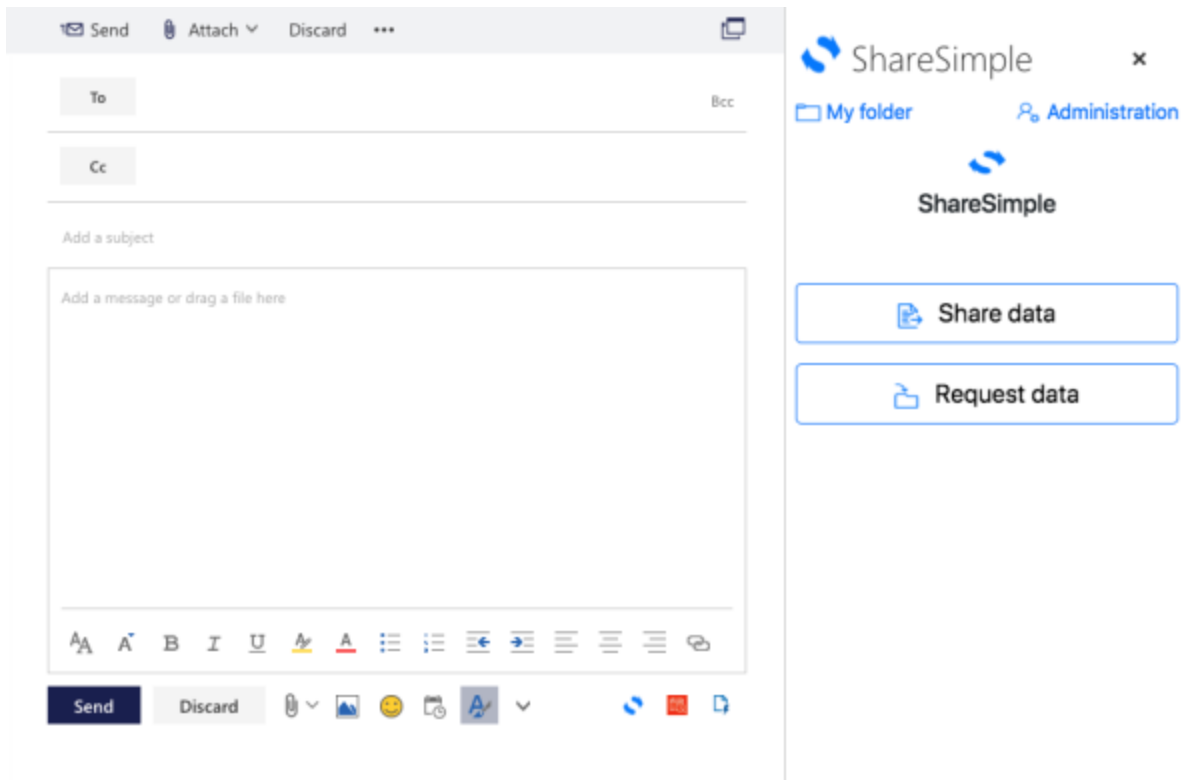 Send Attach Discard
To
Bcc
Cc
Add a subject
Add a message or drag a file here
AA A B I U A A
Send Discard
ShareSimple
My folder Administration
ShareSimple
Share data
Request data